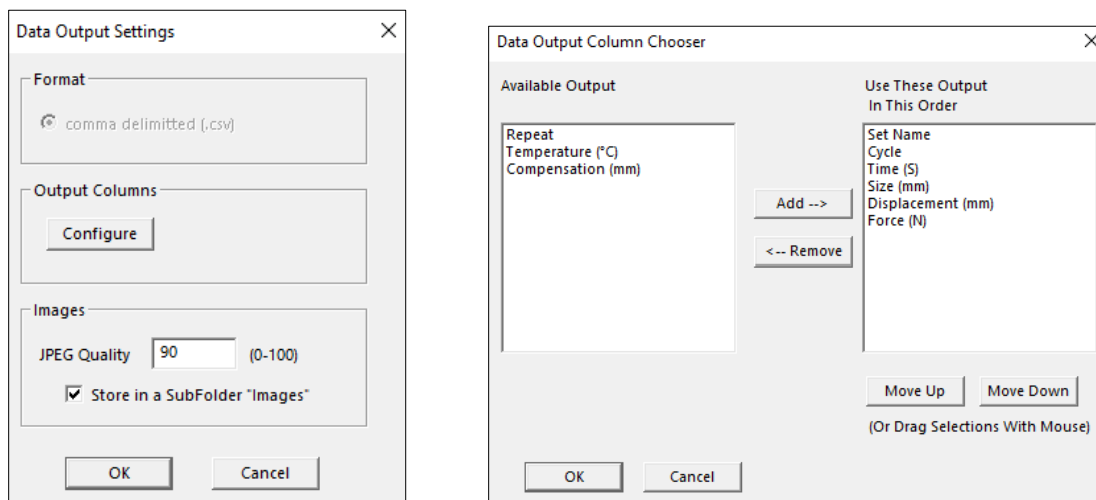 Data Output Settings
Format
comma delimitted (.csv)
Output Columns
Configure
Images
JPEG Quality 90 (0-100)
Store in a SubFolder "Images"
OK Cancel
Data Output Column Chooser
Available Output
Repeat
Temperature (°C)
Compensation (mm)
Add -->
<-- Remove
Use These Output
In This Order
Set Name
Cycle
Time (S)
Size (mm)
Displacement (mm)
Force (N)
Move Up Move Down
(Or Drag Selections With Mouse)
OK Cancel